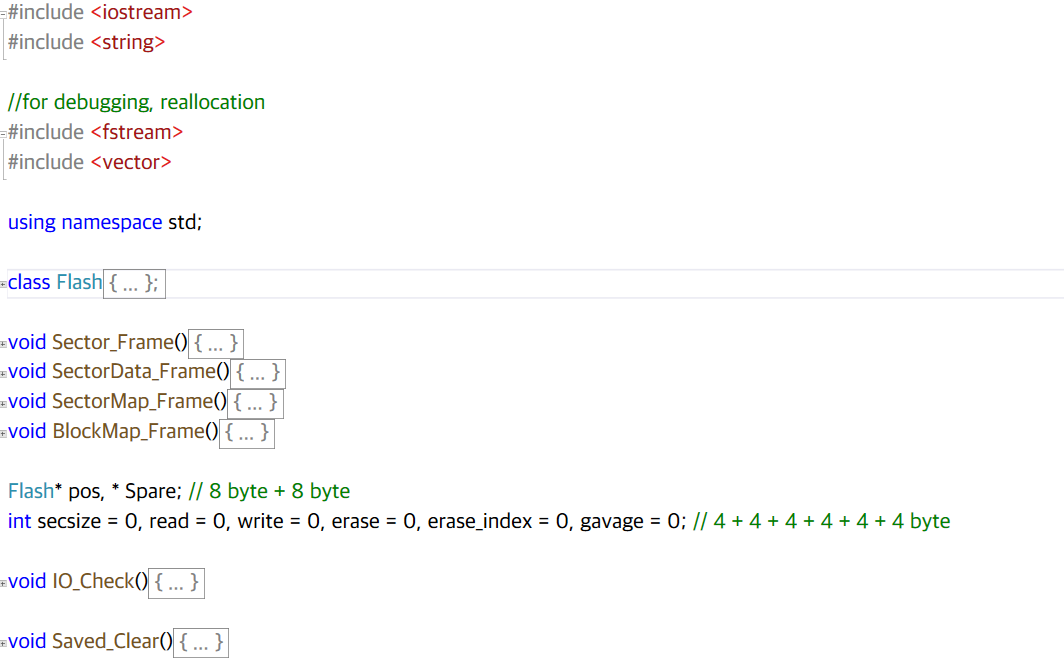 #include <iostream>
#include <string>
//for debugging, reallocation
#include <fstream>
#include <vector>
using namespace std;
class Flash{ ... };
void Sector_Frame(){ ... }
void SectorData_Frame(){ ... }
void SectorMap_Frame(){ ... }
void BlockMap_Frame(){ ... }
Flash* pos, * Spare; // 8 byte + 8 byte
int secsize = 0, read = 0, write = 0, erase = 0, erase_index = 0, gavage = 0; // 4 + 4 + 4 + 4 + 4 + 4 byte
void IO_Check(){ ... }
void Saved_Clear(){ ... }